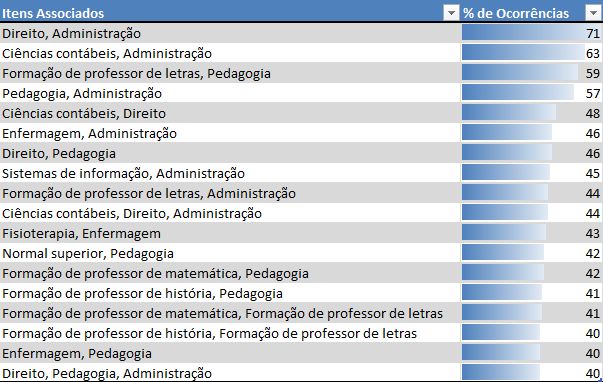 Itens Associados % de Ocorrências
Direito, Administração 71
Ciências contábeis, Administração 63
Formação de professor de letras, Pedagogia 59
Pedagogia, Administração 57
Ciências contábeis, Direito 48
Enfermagem, Administração 46
Direito, Pedagogia 46
Sistemas de informação, Administração 45
Formação de professor de letras, Administração 44
Ciências contábeis, Direito, Administração 44
Fisioterapia, Enfermagem 43
Normal superior, Pedagogia 42
Formação de professor de matemática, Pedagogia 42
Formação de professor de história, Pedagogia 41
Formação de professor de matemática, Formação de professor de letras 41
Formação de professor de história, Formação de professor de letras 40
Enfermagem, Pedagogia 40
Direito, Pedagogia, Administração 40